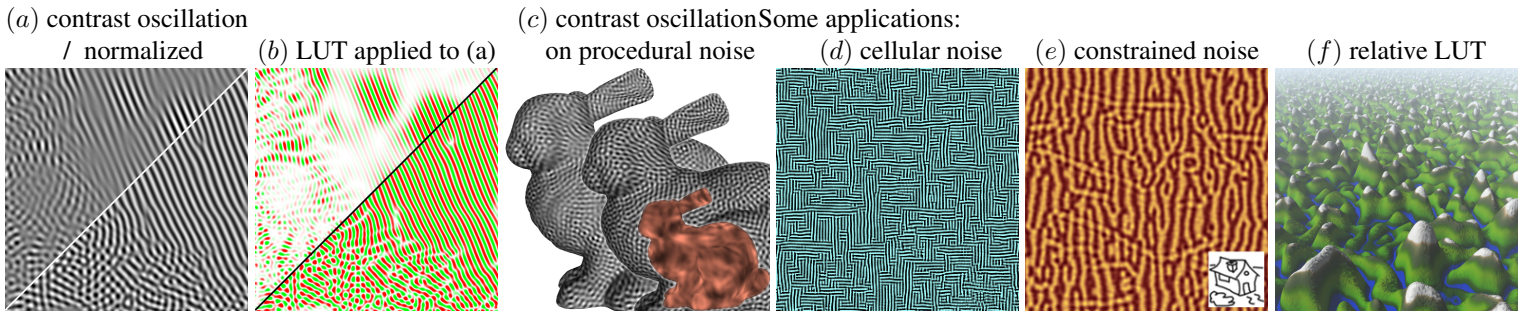 (a) contrast oscillation
/ normalized
(b) LUT applied to (a)
(c) contrast oscillation
on procedural noise
Some applications:
(d) cellular noise
(e) constrained noise
(f) relative LUT